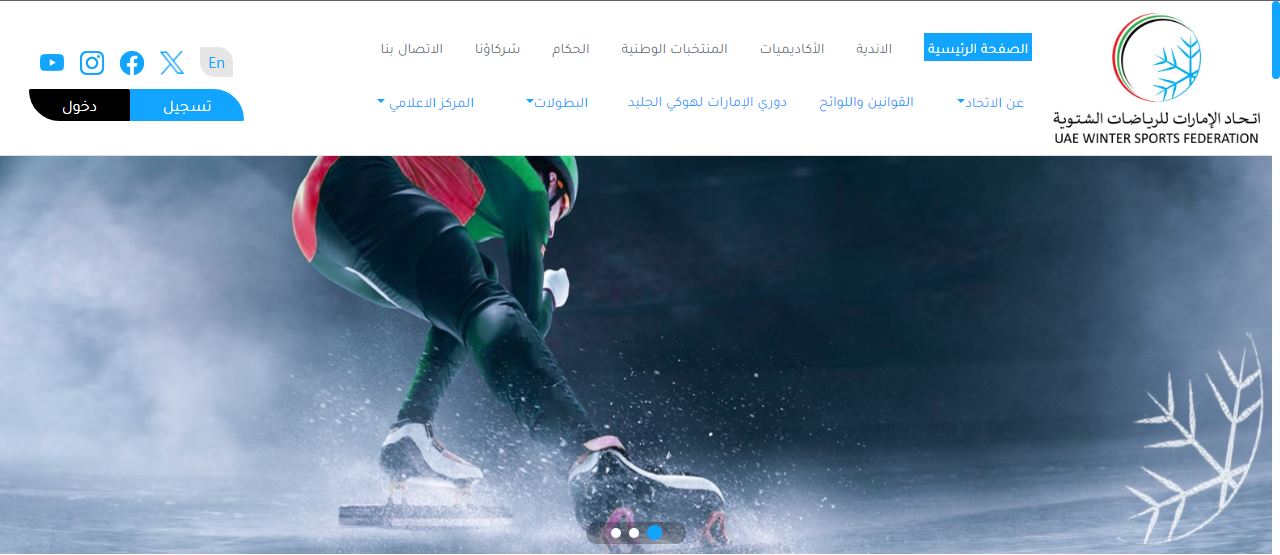 الصفحة الرئيسية
الاندية
الأكاديميات
المنتخبات الوطنية
الحكام
شركاؤنا
الاتصال بنا
عن الاتحاد
القوانين واللوائح
دوري الإمارات لهوكي الجليد
البطولات
المركز الاعلامي
En
تسجيل
دخول
اتحاد الإمارات للرياضات الشتوية
UAE WINTER SPORTS FEDERATION